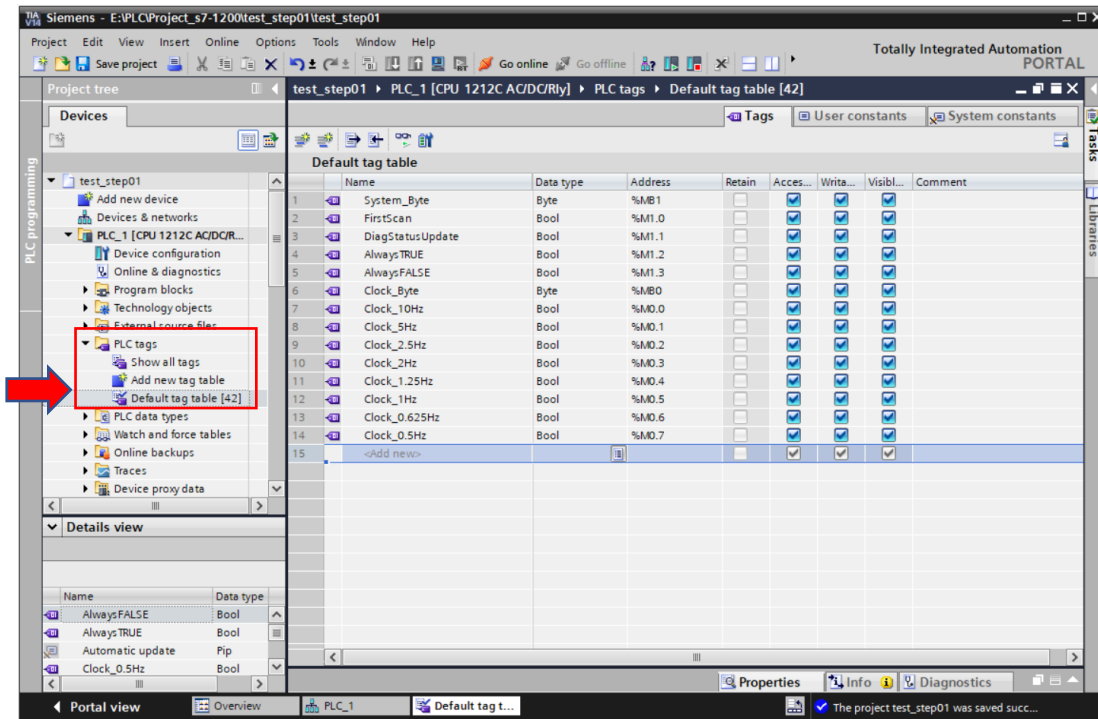 TIA V14 Siemens - E:\PLC\Project_s7-1200\test_step01\test_step01
Project Edit View Insert Online Options Tools Window Help
Totally Integrated Automation
PORTAL
Save project Go online Go offline
Project tree
test_step01 PLC_1 [CPU 1212C AC/DC/Rly] PLC tags Default tag table [42]
Devices
Tags User constants System constants
Default tag table
PLC programming
Tasks
Libraries
test_step01
Add new device
Devices & networks
PLC_1 [CPU 1212C AC/DC/R...
Device configuration
Online & diagnostics
Program blocks
Technology objects
External source files
PLC tags
Show all tags
Add new tag table
Default tag table [42]
PLC data types
Watch and force tables
Online backups
Traces
Device proxy data
Name Data type Address Retain Acces... Writa... Visibl... Comment
1 System_Byte Byte %MB1
2 FirstScan Bool %M1.0
3 DiagStatusUpdate Bool %M1.1
4 AlwaysTRUE Bool %M1.2
5 AlwaysFALSE Bool %M1.3
6 Clock_Byte Byte %MB0
7 Clock_10Hz Bool %M0.0
8 Clock_5Hz Bool %M0.1
9 Clock_2.5Hz Bool %M0.2
10 Clock_2Hz Bool %M0.3
11 Clock_1.25Hz Bool %M0.4
12 Clock_1Hz Bool %M0.5
13 Clock_0.625Hz Bool %M0.6
14 Clock_0.5Hz Bool %M0.7
15 <Add new>
Details view
Name Data type
AlwaysFALSE Bool
AlwaysTRUE Bool
Automatic update Pip
Clock_0.5Hz Bool
Properties Info Diagnostics
Portal view Overview PLC_1 Default tag t... The project test_step01 was saved succ...